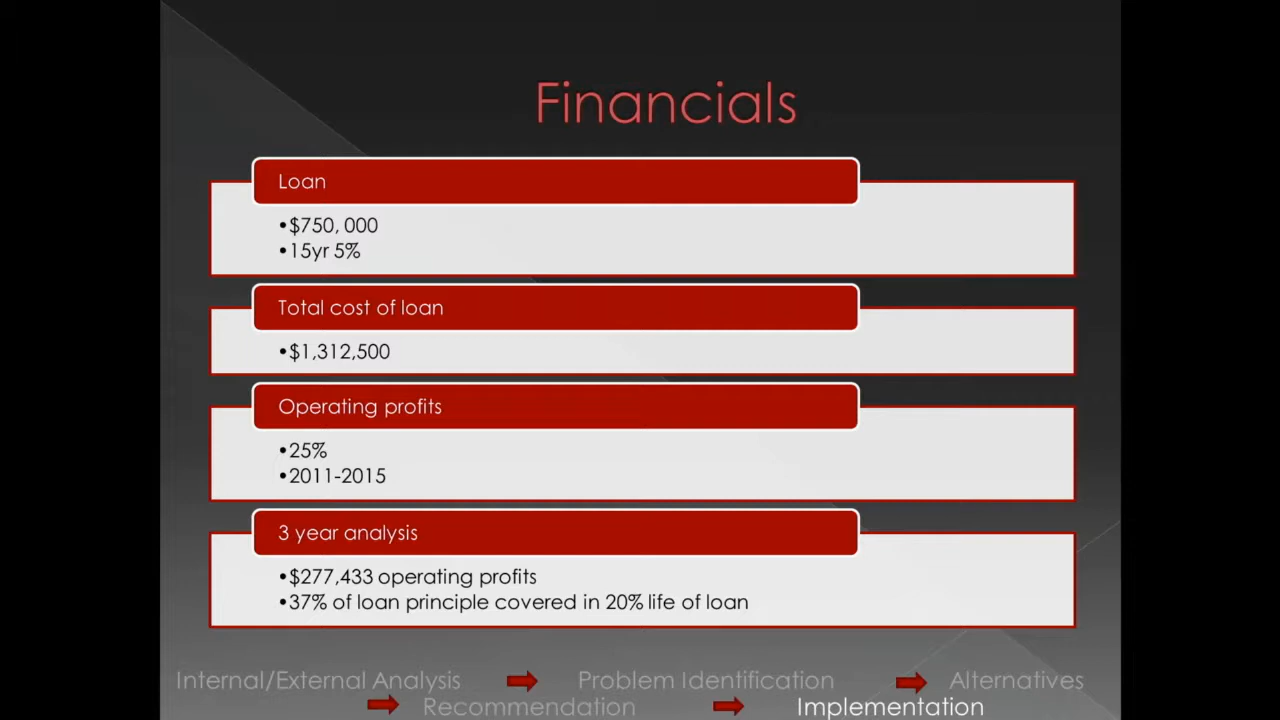 Financials
Loan
•$750, 000
•15yr 5%
Total cost of loan
•$1,312,500
Operating profits
•25%
•2011-2015
3 year analysis
•$277,433 operating profits
•37% of loan principle covered in 20% life of loan
Internal/External Analysis Problem Identification Alternatives
Recommendation Implementation